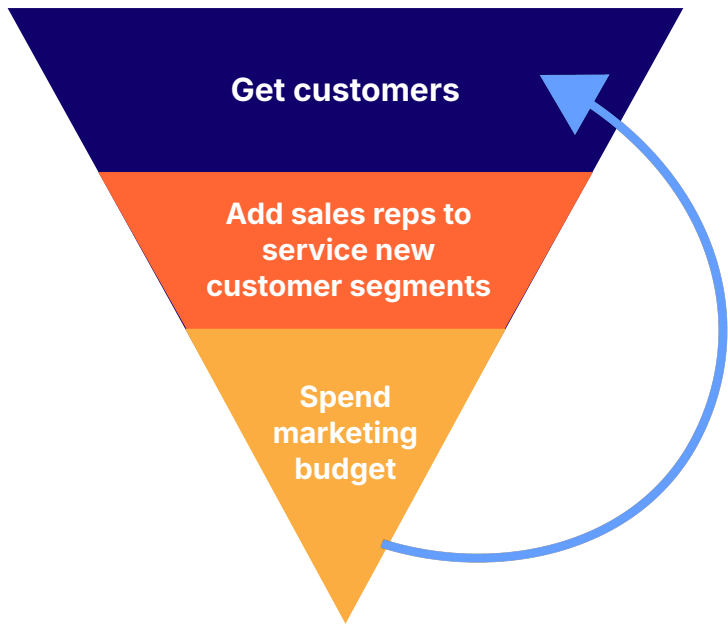 Get customers
Add sales reps to
service new
customer segments
Spend
marketing
budget